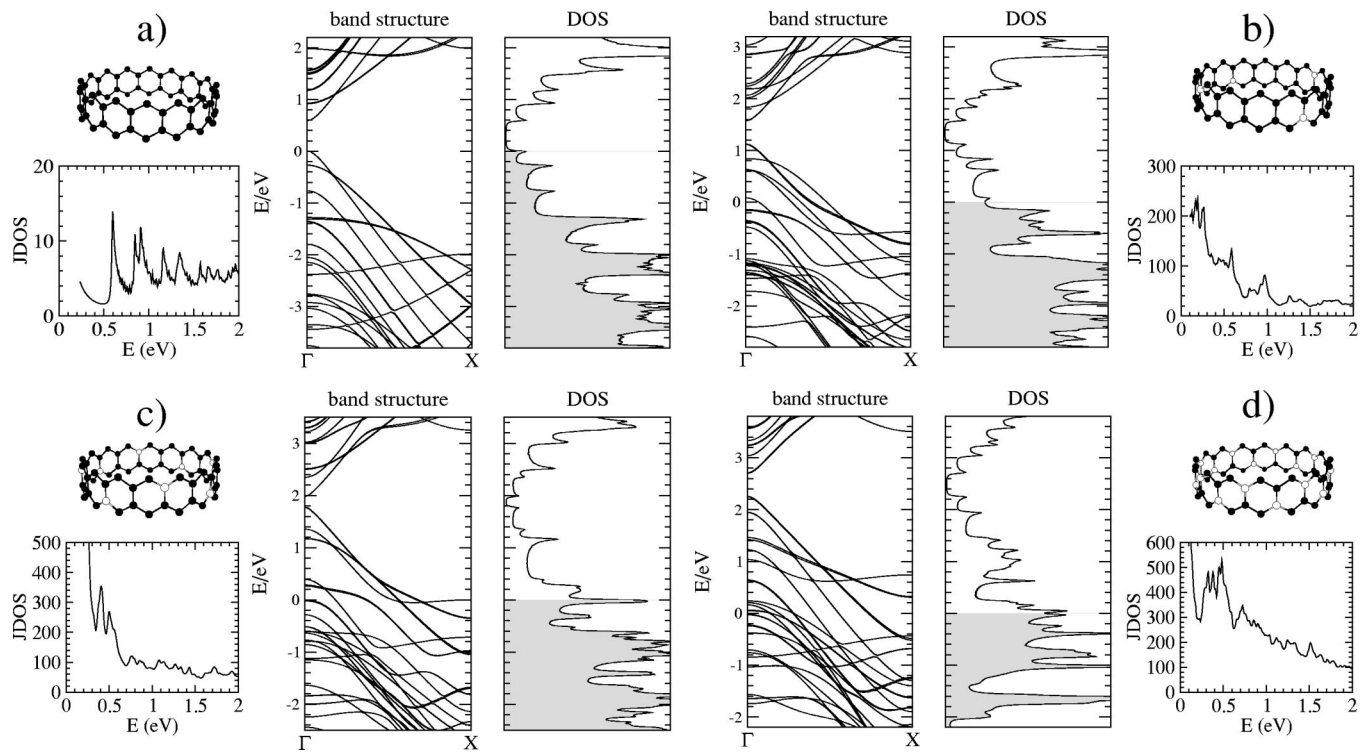 a)
band structure
DOS
2
1
0
-1
-2
-3
E/eV
Γ
X
20
10
0
JDOS
0
0.5
1
1.5
2
E (eV)
band structure
DOS
b)
3
2
1
0
-1
-2
E/eV
Γ
X
300
200
100
0
JDOS
0
0.5
1
1.5
2
E (eV)
c)
band structure
DOS
3
2
1
0
-1
-2
E/eV
Γ
X
500
400
300
200
100
0
JDOS
0
0.5
1
1.5
2
E (eV)
band structure
DOS
d)
3
2
1
0
-1
-2
E/eV
Γ
X
600
500
400
300
200
100
0
JDOS
0
0.5
1
1.5
2
E (eV)